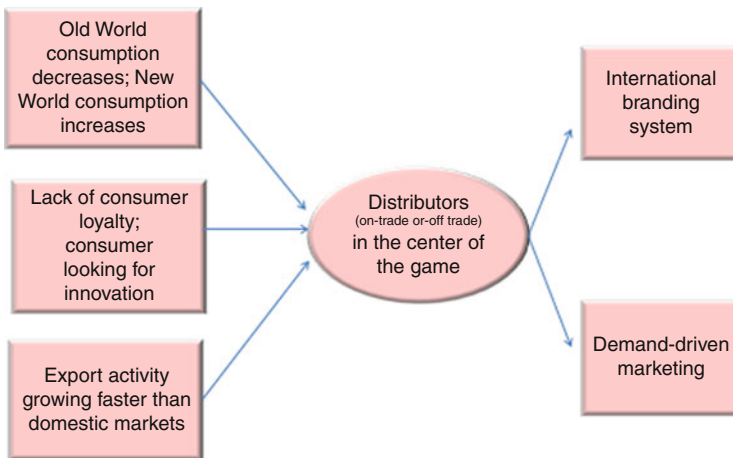 Old World
consumption
decreases; New
World consumption
increases
Lack of consumer
loyalty;
consumer
looking for
innovation
Export activity
growing faster than
domestic markets
Distributors
(on-trade or-off trade)
in the center of
the game
International
branding
system
Demand-driven
marketing